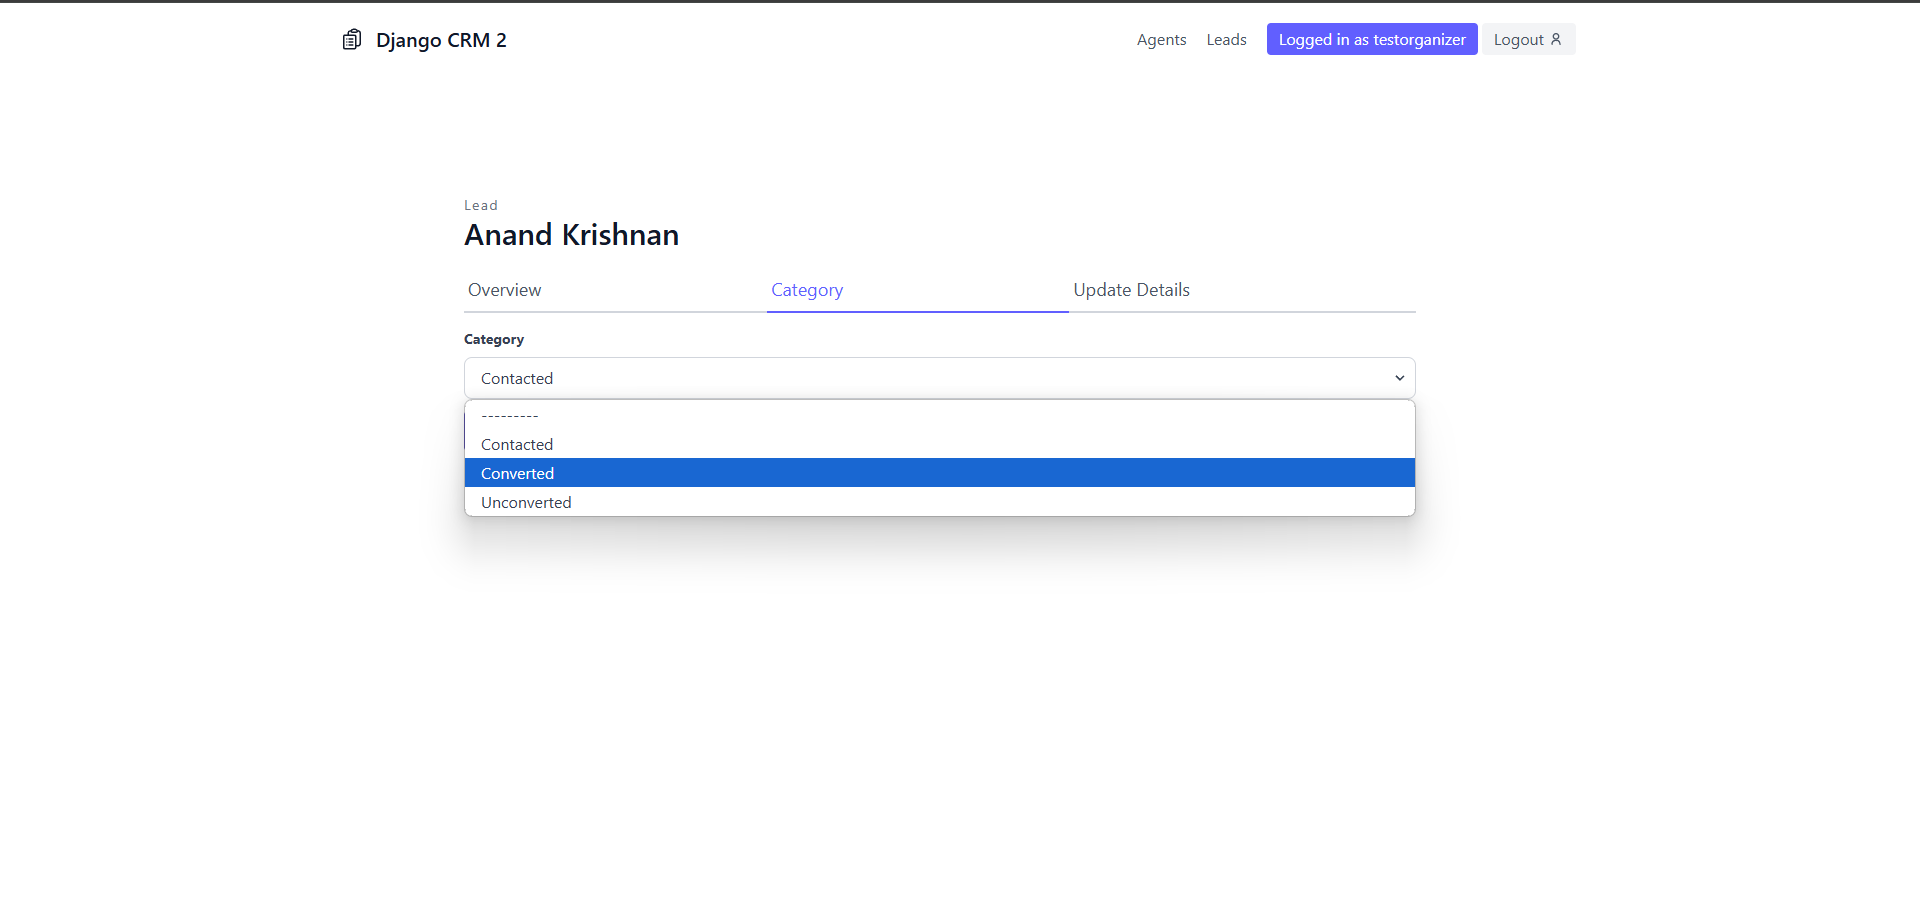 Django CRM 2
Agents Leads Logged in as testorganizer Logout
Lead
Anand Krishnan
Overview Category Update Details
Category
Contacted
---------
Contacted
Converted
Unconverted